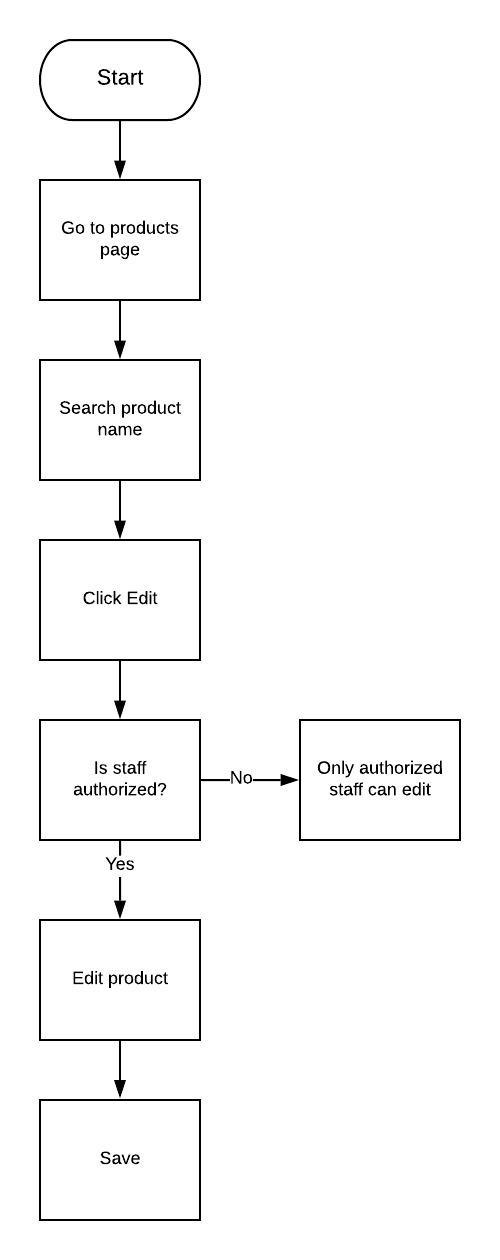 Start
Go to products
page
Search product
name
Click Edit
Is staff
authorized?
No
Only authorized
staff can edit
Yes
Edit product
Save